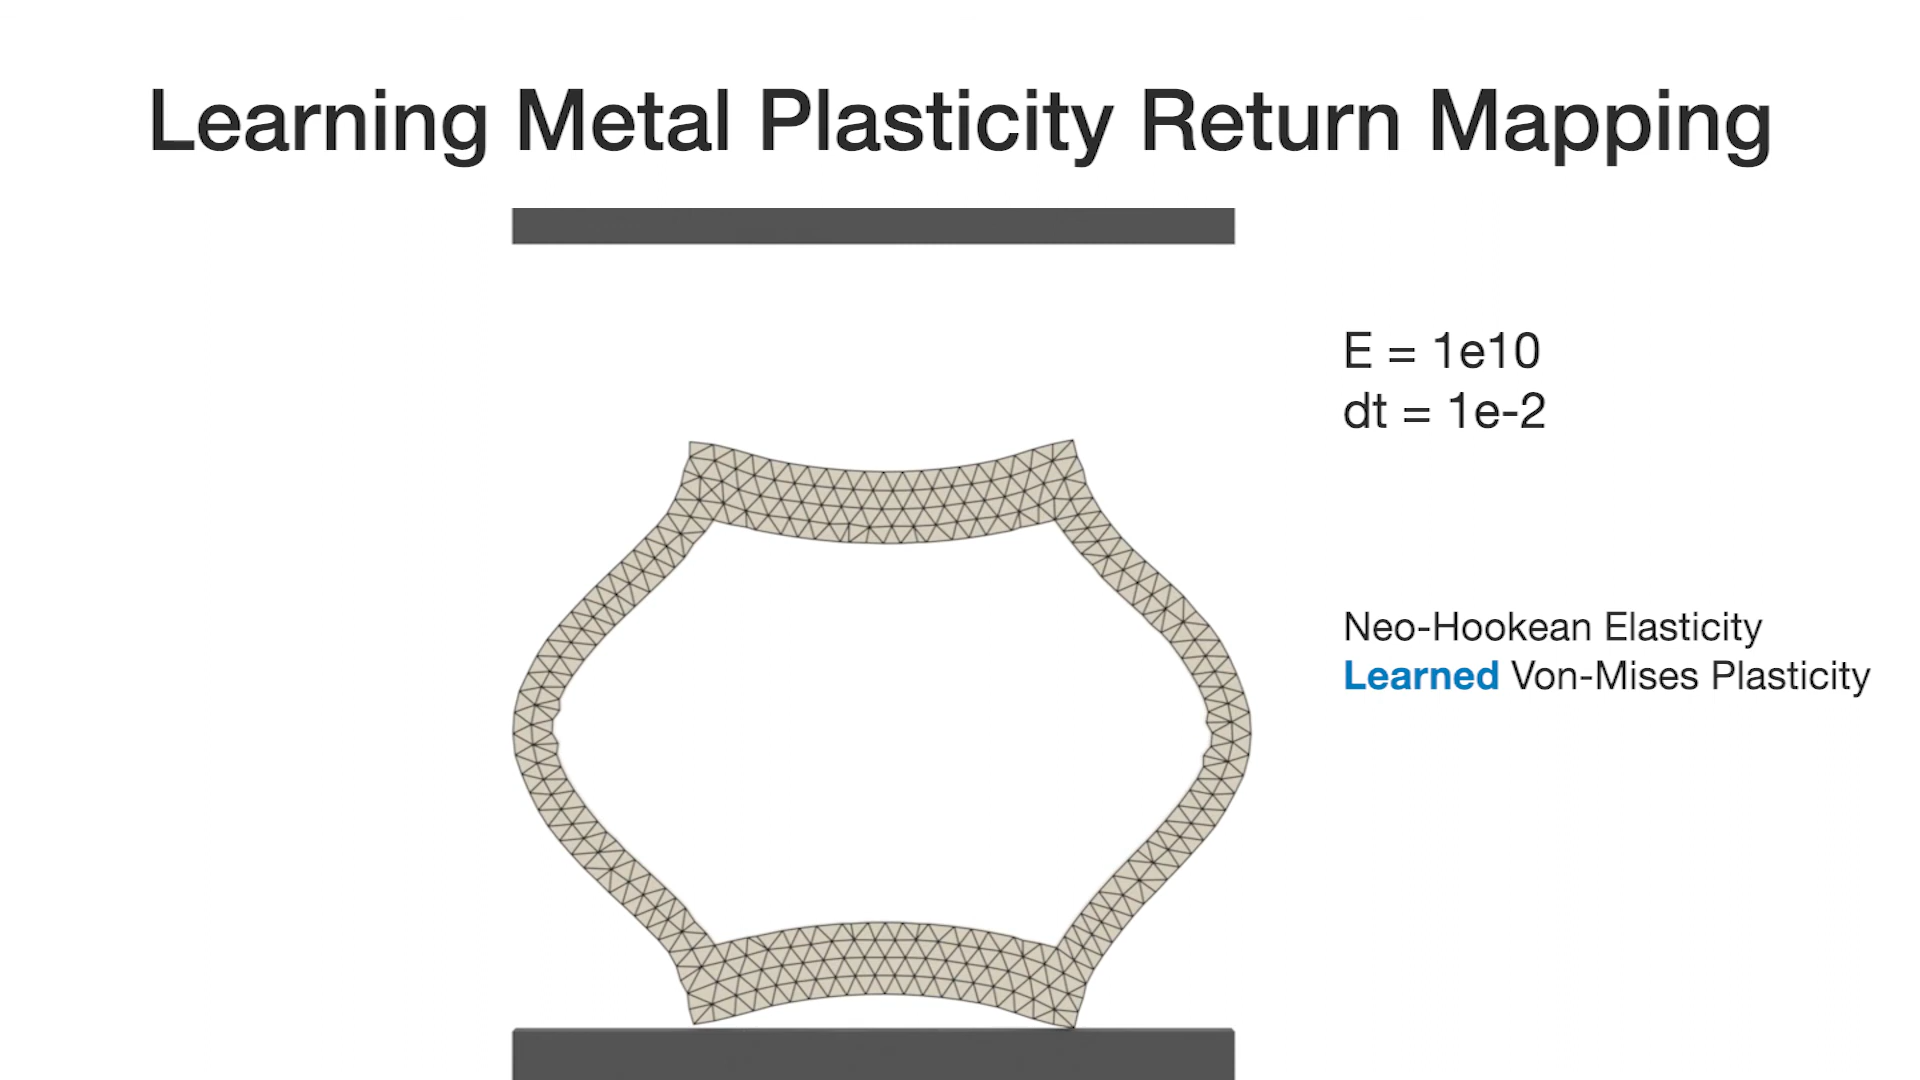 Learning Metal Plasticity Return Mapping
E = 1e10
dt = 1e-2
Neo-Hookean Elasticity
Learned Von-Mises Plasticity